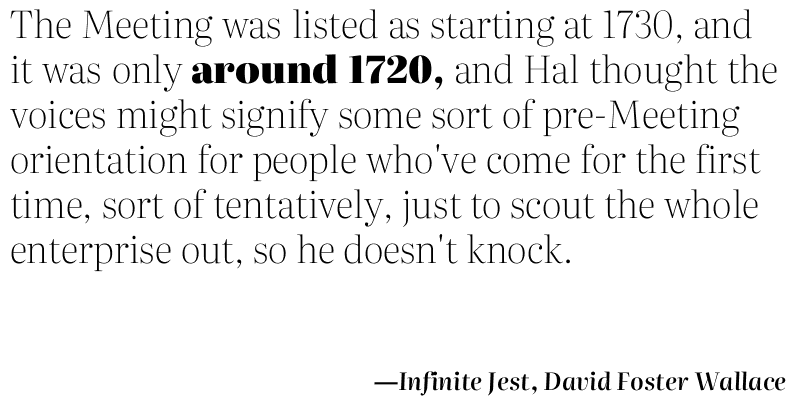 The Meeting was listed as starting at 1730, and
it was only around 1720, and Hal thought the
voices might signify some sort of pre-Meeting
orientation for people who've come for the first
time, sort of tentatively, just to scout the whole
enterprise out, so he doesn't knock.
—Infinite Jest, David Foster Wallace